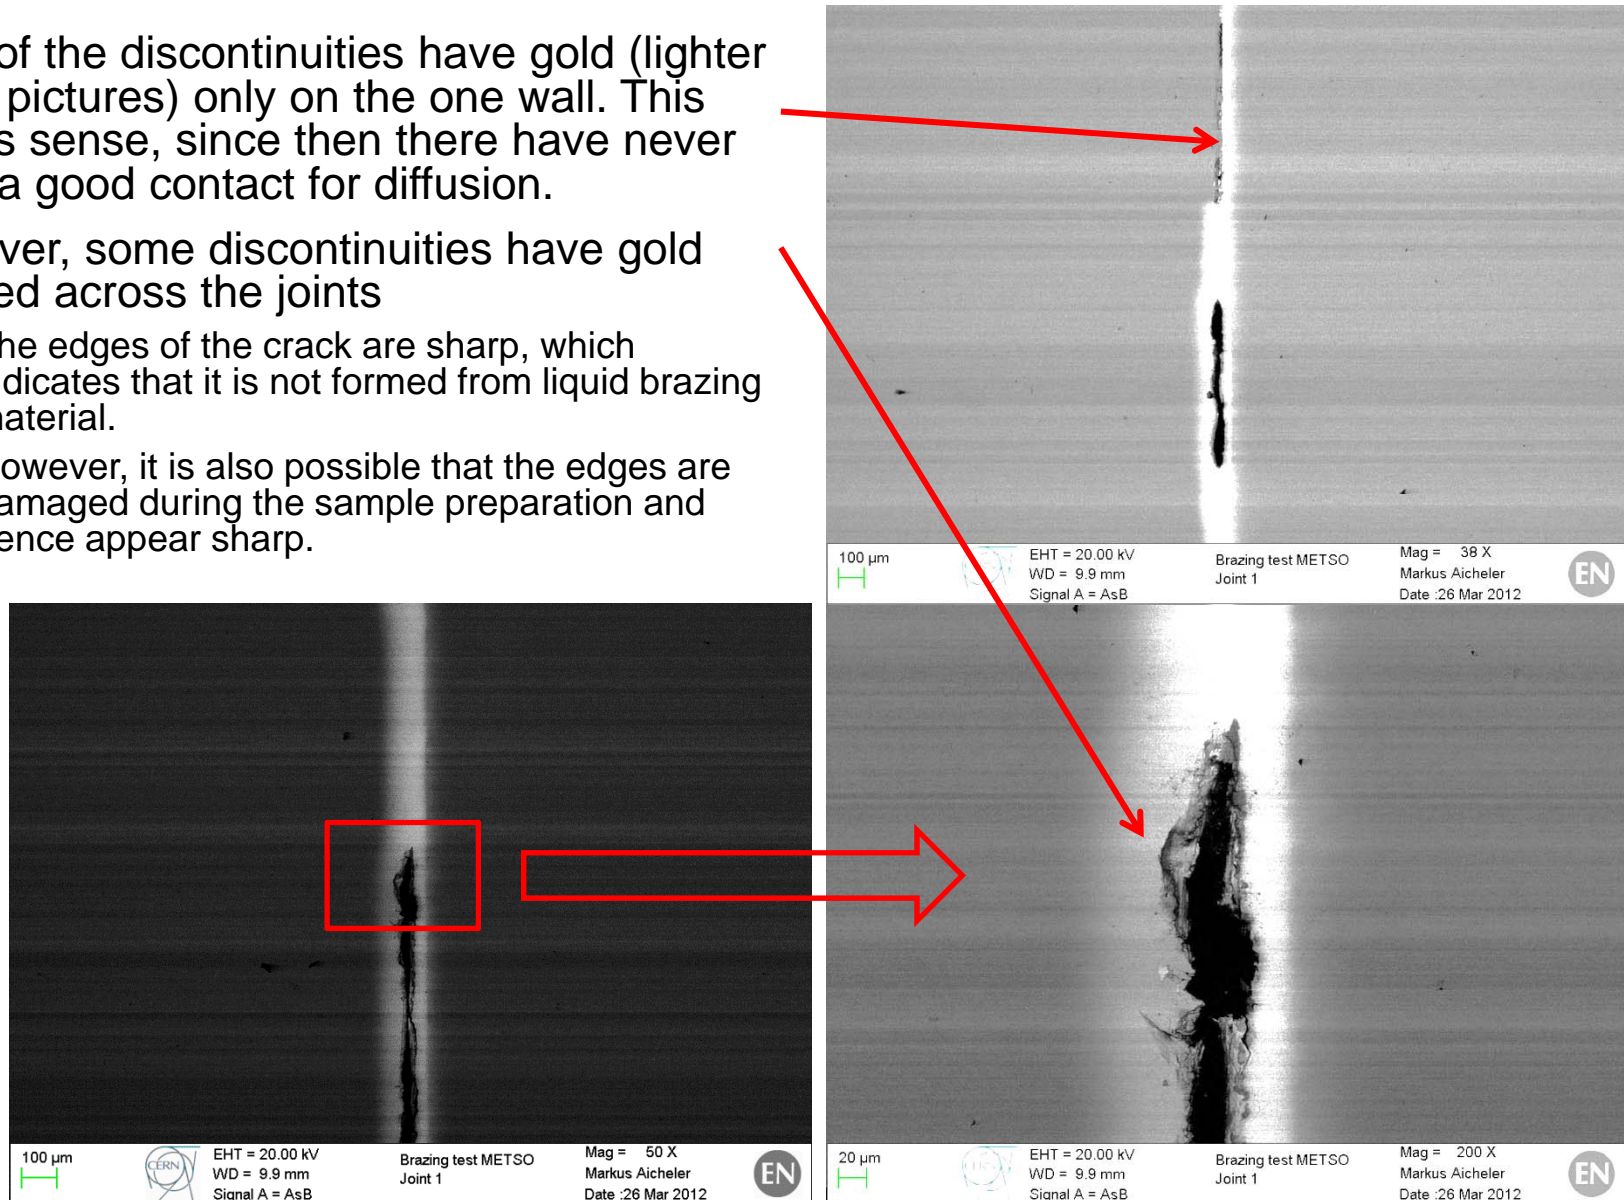 of the discontinuities have gold (lighter
pictures) only on the one wall. This
s sense, since then there have never
a good contact for diffusion.
ver, some discontinuities have gold
ed across the joints
he edges of the crack are sharp, which
dicates that it is not formed from liquid brazing
aterial.
owever, it is also possible that the edges are
amaged during the sample preparation and
ence appear sharp.
100 µm
EHT = 20.00 kV
WD = 9.9 mm
Signal A = AsB
Brazing test METSO
Joint 1
Mag = 38 X
Markus Aicheler
Date :26 Mar 2012
EN
100 µm
CERN
EHT = 20.00 kV
WD = 9.9 mm
Signal A = AsB
Brazing test METSO
Joint 1
Mag = 50 X
Markus Aicheler
Date :26 Mar 2012
EN
20 µm
EHT = 20.00 kV
WD = 9.9 mm
Signal A = AsB
Brazing test METSO
Joint 1
Mag = 200 X
Markus Aicheler
Date :26 Mar 2012
EN